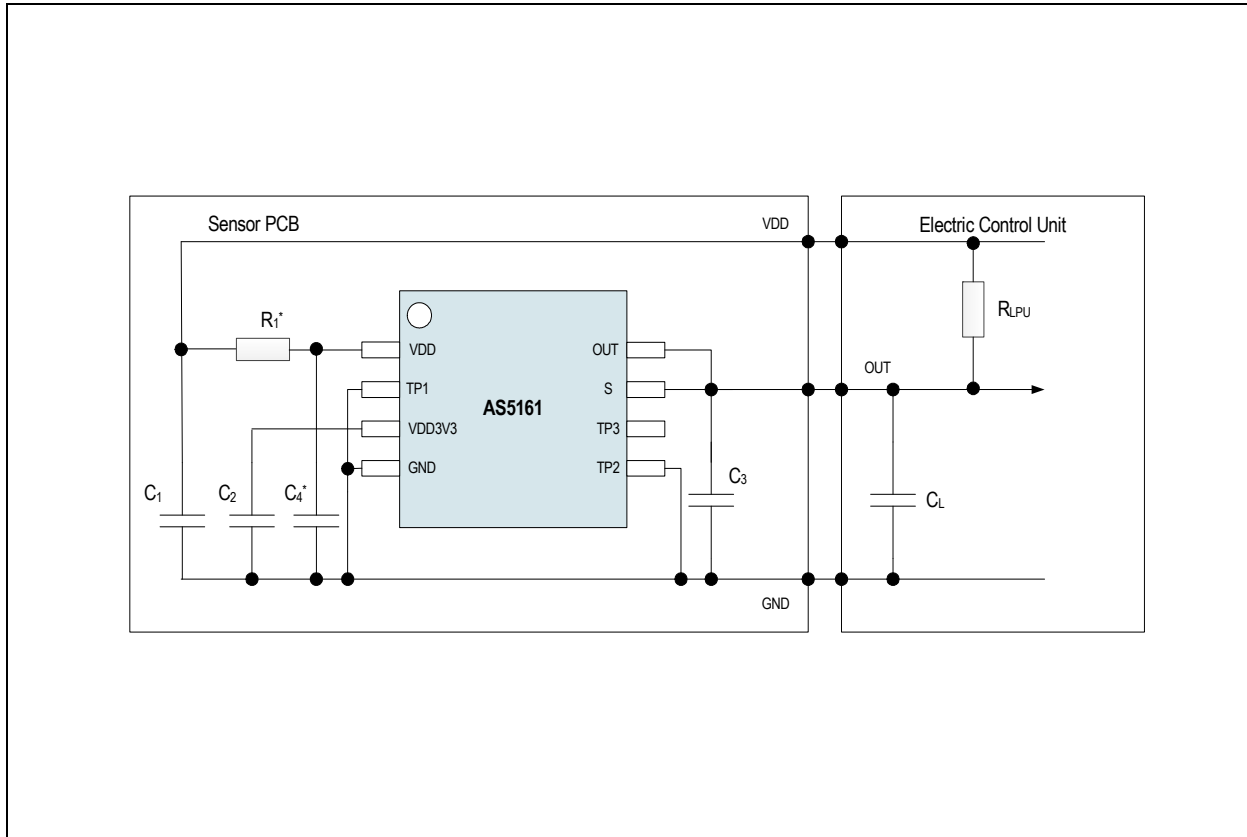 Sensor PCB
VDD
Electric Control Unit
R1*
RLPU
VDD
OUT
OUT
TP1
S
AS5161
VDD3V3
TP3
GND
TP2
C1
C2
C4*
C3
CL
GND